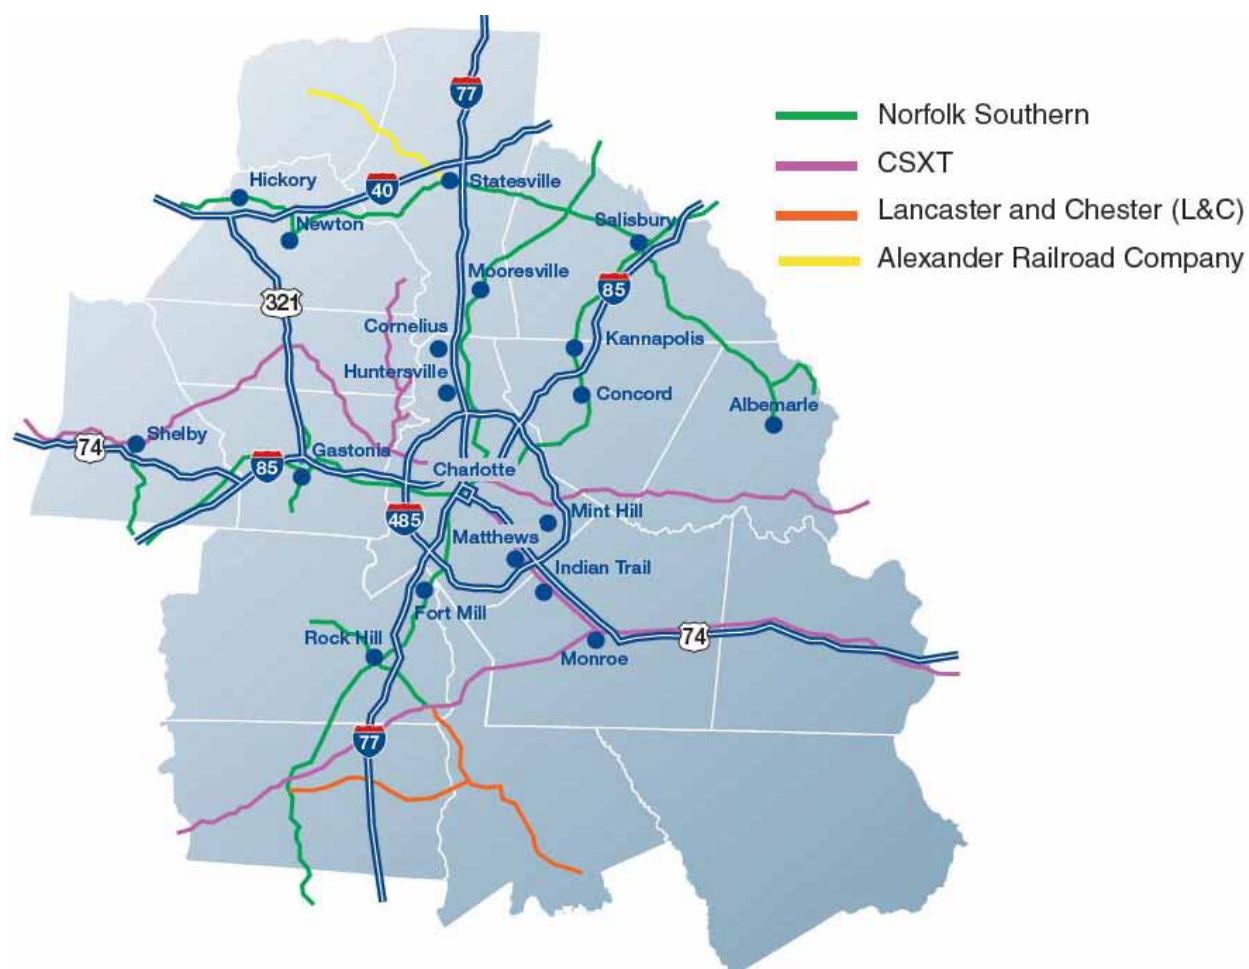 77
Norfolk Southern
CSXT
Lancaster and Chester (L&C)
Alexander Railroad Company
Hickory
40
Statesville
Newton
Salisbury
Mooresville
85
321
Cornelius
Kannapolis
Huntersville
Concord
Albemarle
Shelby
74
Gastonia
85
Charlotte
485
Mint Hill
Matthews
Indian Trail
Fort Mill
Rock Hill
74
Monroe
77